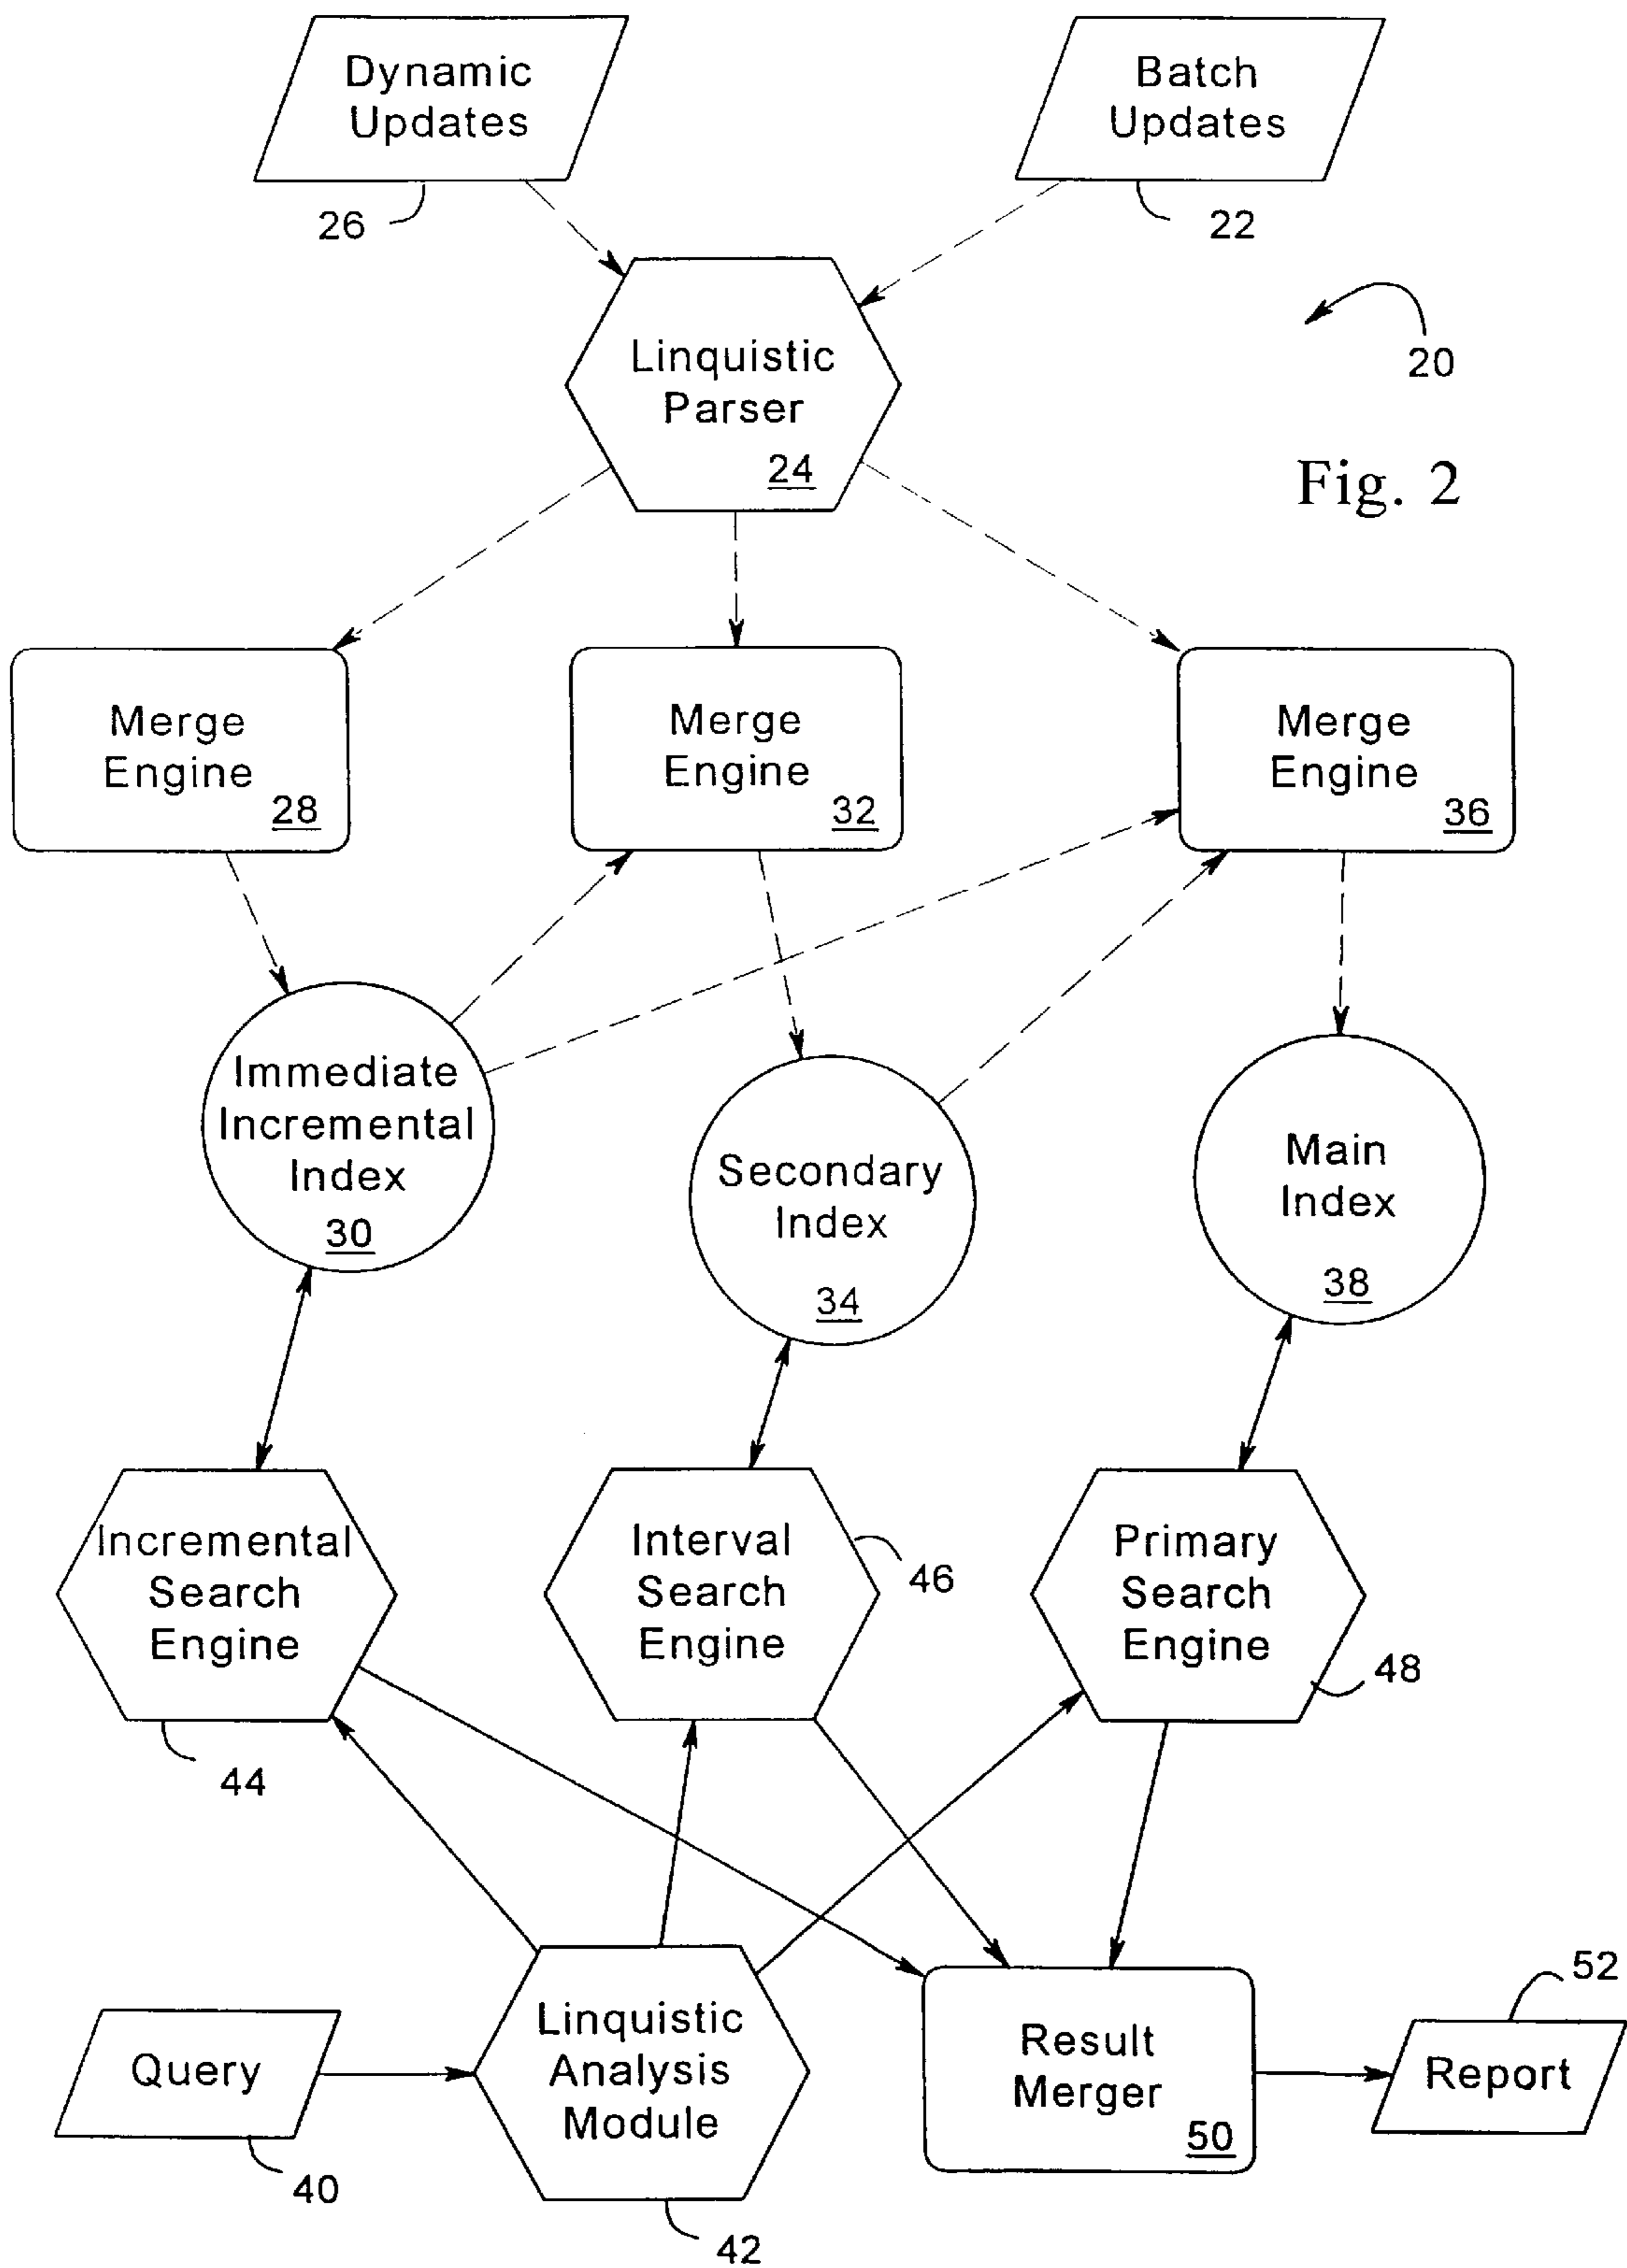 Dynamic
Updates
26
Batch
Updates
22
20
Fig. 2
Linquistic
Parser
24
Merge
Engine
28
Merge
Engine
32
Merge
Engine
36
Immediate
Incremental
Index
30
Secondary
Index
34
Main
Index
38
Incremental
Search
Engine
44
Interval
Search
Engine
46
Primary
Search
Engine
48
Query
40
Linquistic
Analysis
Module
42
Result
Merger
50
Report
52